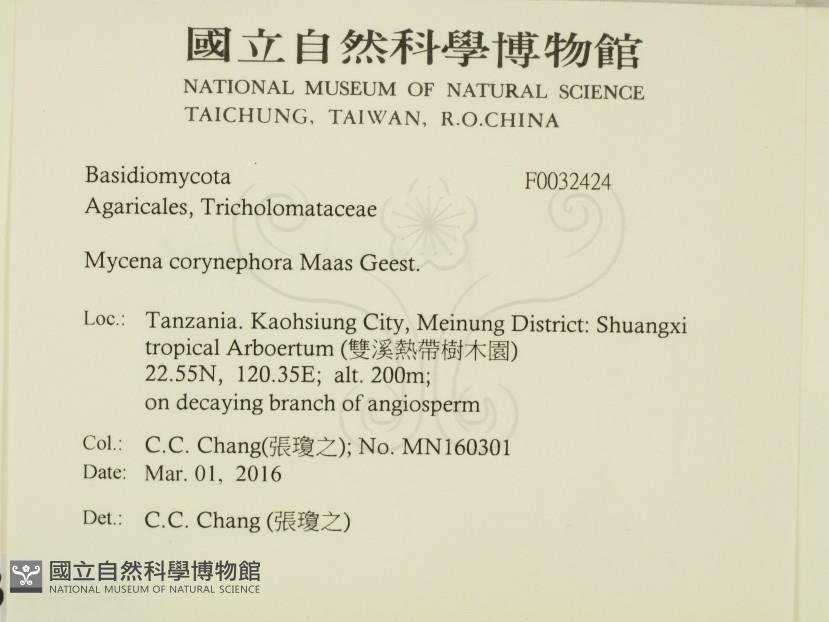 國立自然科學博物館
NATIONAL MUSEUM OF NATURAL SCIENCE
TAICHUNG, TAIWAN, R.O.CHINA
Basidiomycota F0032424
Agaricales, Tricholomataceae
Mycena corynephora Maas Geest.
Loc.: Tanzania. Kaohsiung City, Meinung District: Shuangxi
tropical Arboertum (雙溪熱帶樹木園)
22.55N, 120.35E; alt. 200m;
on decaying branch of angiosperm
Col.: C.C. Chang(張瓊之); No. MN160301
Date: Mar. 01, 2016
Det.: C.C. Chang (張瓊之)
國立自然科學博物館
NATIONAL MUSEUM OF NATURAL SCIENCE